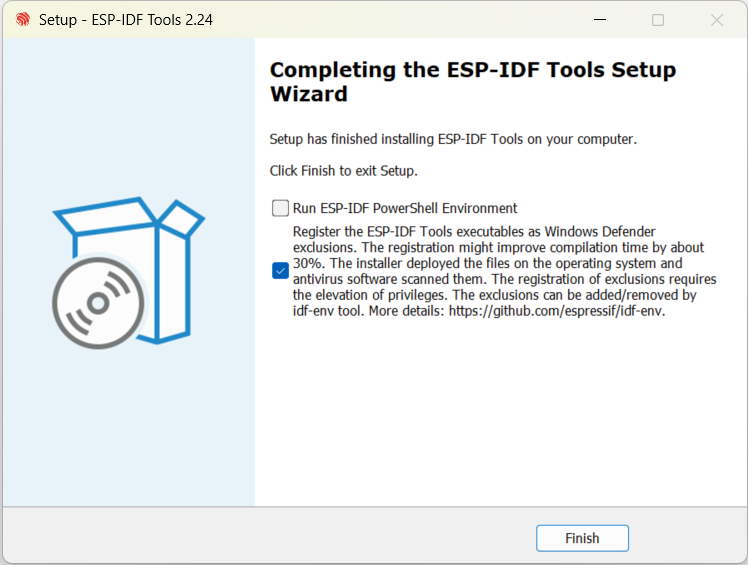 Setup - ESP-IDF Tools 2.24
Completing the ESP-IDF Tools Setup
Wizard
Setup has finished installing ESP-IDF Tools on your computer.
Click Finish to exit Setup.
Run ESP-IDF PowerShell Environment
Register the ESP-IDF Tools executables as Windows Defender
exclusions. The registration might improve compilation time by about
30%. The installer deployed the files on the operating system and
antivirus software scanned them. The registration of exclusions requires
the elevation of privileges. The exclusions can be added/removed by
idf-env tool. More details: https://github.com/espressif/idf-env.
Finish